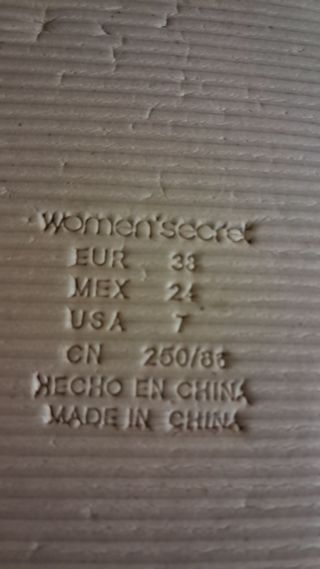 women'secret
EUR 38
MEX 24
USA 7
CN 250/86
HECHO EN CHINA
MADE IN CHINA